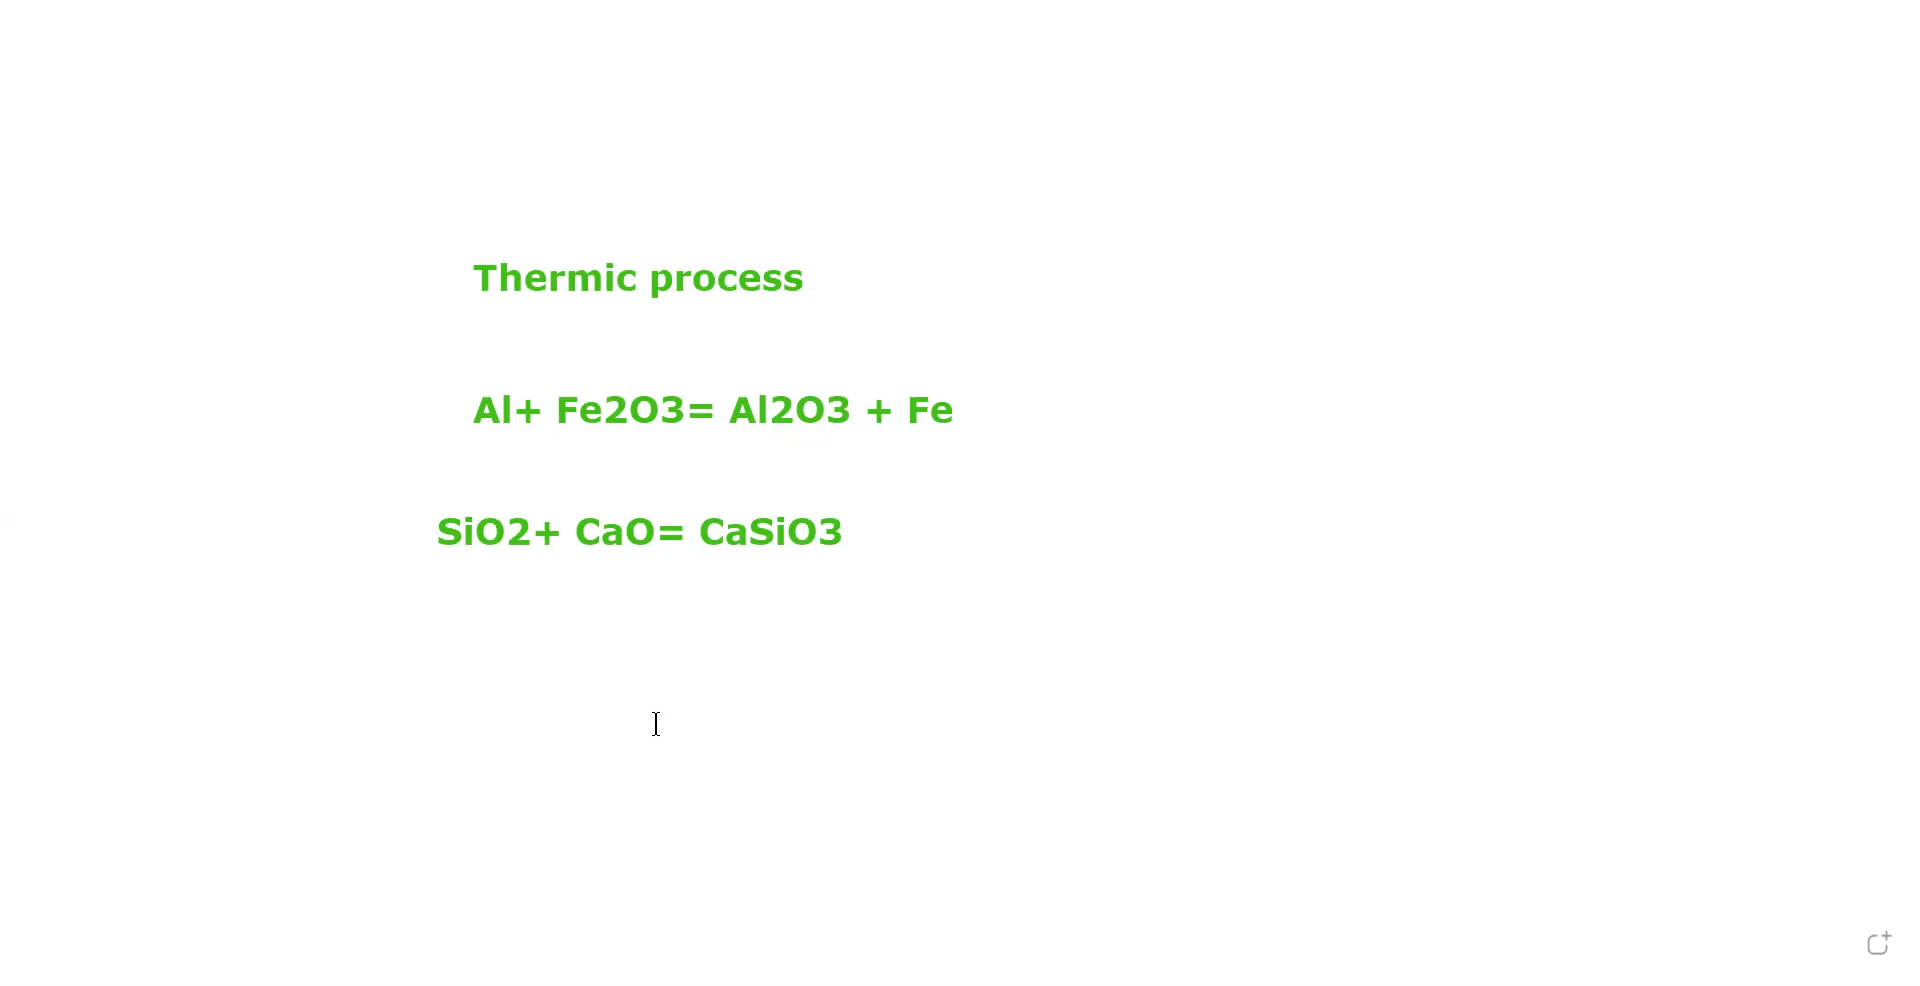 Thermic process
Al+ Fe2O3= Al2O3 + Fe
SiO2+ CaO= CaSiO3